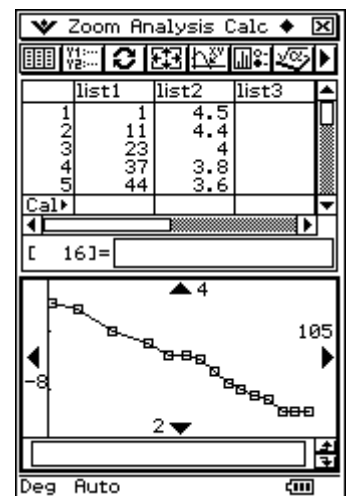 Zoom Analysis Calc
list1 list2 list3
1 1 4.5
2 11 4.4
3 23 4
4 37 3.8
5 44 3.6
Cal
[ 16]=
4
105
-8
2
Deg Auto